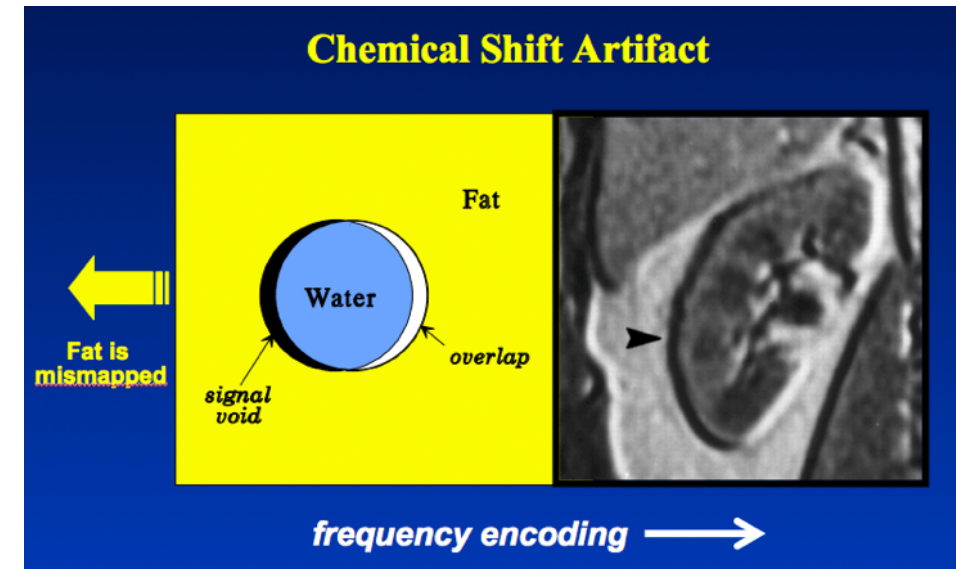 Chemical Shift Artifact
Fat
Water
overlap
signal
void
Fat is
mismapped
frequency encoding